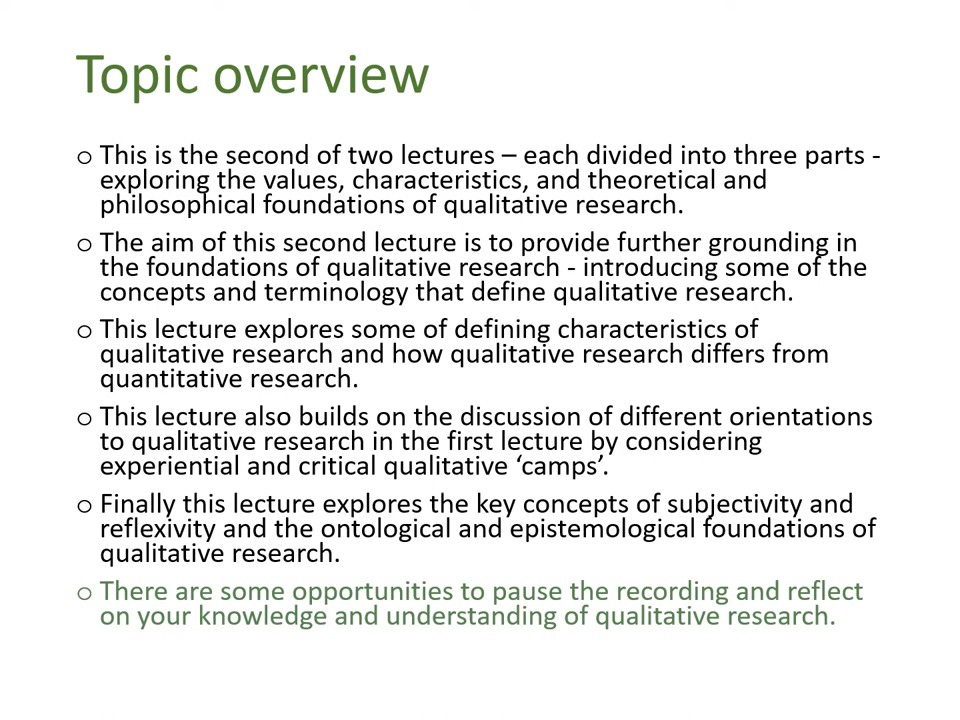 Topic overview
o This is the second of two lectures – each divided into three parts -
exploring the values, characteristics, and theoretical and
philosophical foundations of qualitative research.
o The aim of this second lecture is to provide further grounding in
the foundations of qualitative research - introducing some of the
concepts and terminology that define qualitative research.
o This lecture explores some of defining characteristics of
qualitative research and how qualitative research differs from
quantitative research.
o This lecture also builds on the discussion of different orientations
to qualitative research in the first lecture by considering
experiential and critical qualitative ‘camps’.
o Finally this lecture explores the key concepts of subjectivity and
reflexivity and the ontological and epistemological foundations of
qualitative research.
o There are some opportunities to pause the recording and reflect
on your knowledge and understanding of qualitative research.